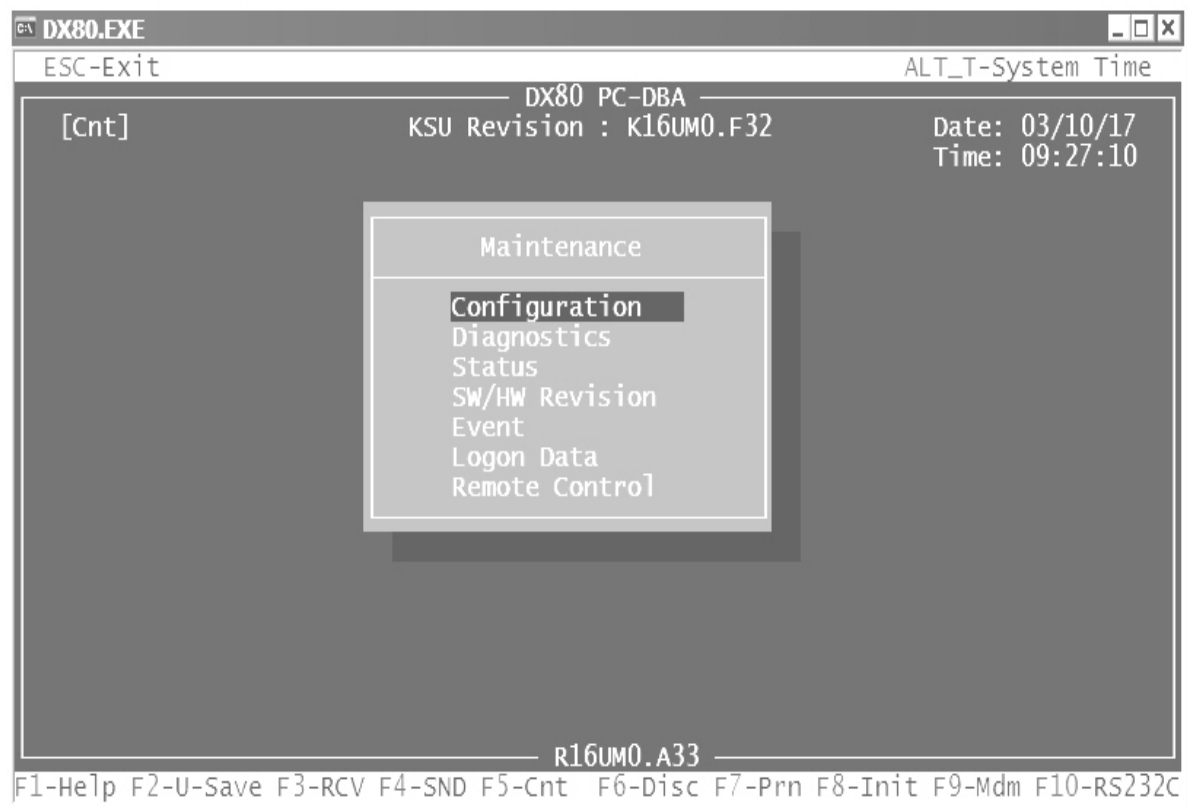 DX80.EXE
ESC-Exit ALT_T-System Time
DX80 PC-DBA
[Cnt] KSU Revision : K16UM0.F32 Date: 03/10/17
Time: 09:27:10
Maintenance
Configuration
Diagnostics
Status
SW/HW Revision
Event
Logon Data
Remote Control
R16UM0.A33
F1-Help F2-U-Save F3-RCV F4-SND F5-Cnt F6-Disc F7-Prn F8-Init F9-Mdm F10-RS232C